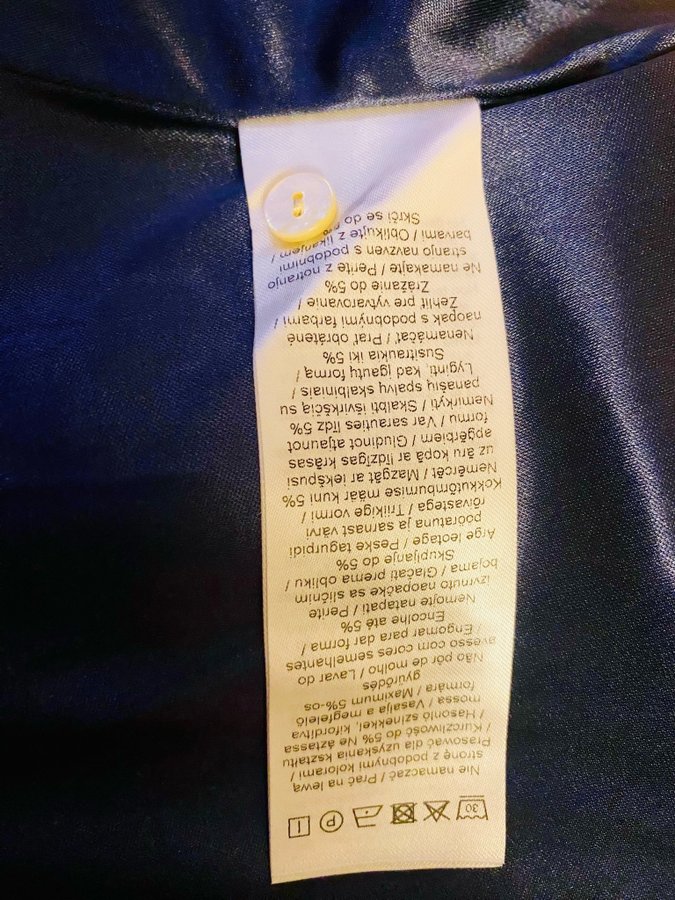 30 P I
Nie namaczać / Prać na lewą
stronę z podobnymi kolorami /
Prasować dla uzyskania kształtu
/ Kurczliwość do 5% Ne áztassa
/ Hasonló színekkel, kifordítva
mossa / Vasalja a megfelelő
formára / Maximum 5%-os
gyűrődés
Não pôr de molho / Lavar do
avesso com cores semelhantes
/ Engomar para dar forma /
Encolhe até 5%
Nemojte natapati / Perite
izvrnuto naopačke sa sličnim
bojama / Glačati prema obliku /
Skupljanje do 5%
Ärge leotage / Peske tagurpidi
pööratuna ja sarnast värvi
rõivastega / Triikige vormi /
Kokkutõmbumise määr kuni 5%
Nemērcēt / Mazgāt ar iekšpusi
uz āru kopā ar līdzīgas krāsas
apģērbiem / Gludinot atjaunot
formu / Var sarauties līdz 5%
Nemirkyti / Skalbti išvirkščią su
panašių spalvų skalbiniais /
Lyginti, kad įgautų formą /
Susitraukia iki 5%
Nenamáčať / Prať obrátené
naopak s podobnými farbami /
Žehliť pre vytvarovanie /
Zrážanie do 5%
Ne namakajte / Perite z notranjo
stranjo navzven s podobnimi
barvami / Oblikujte z likanjem /
Skrči se do 5%